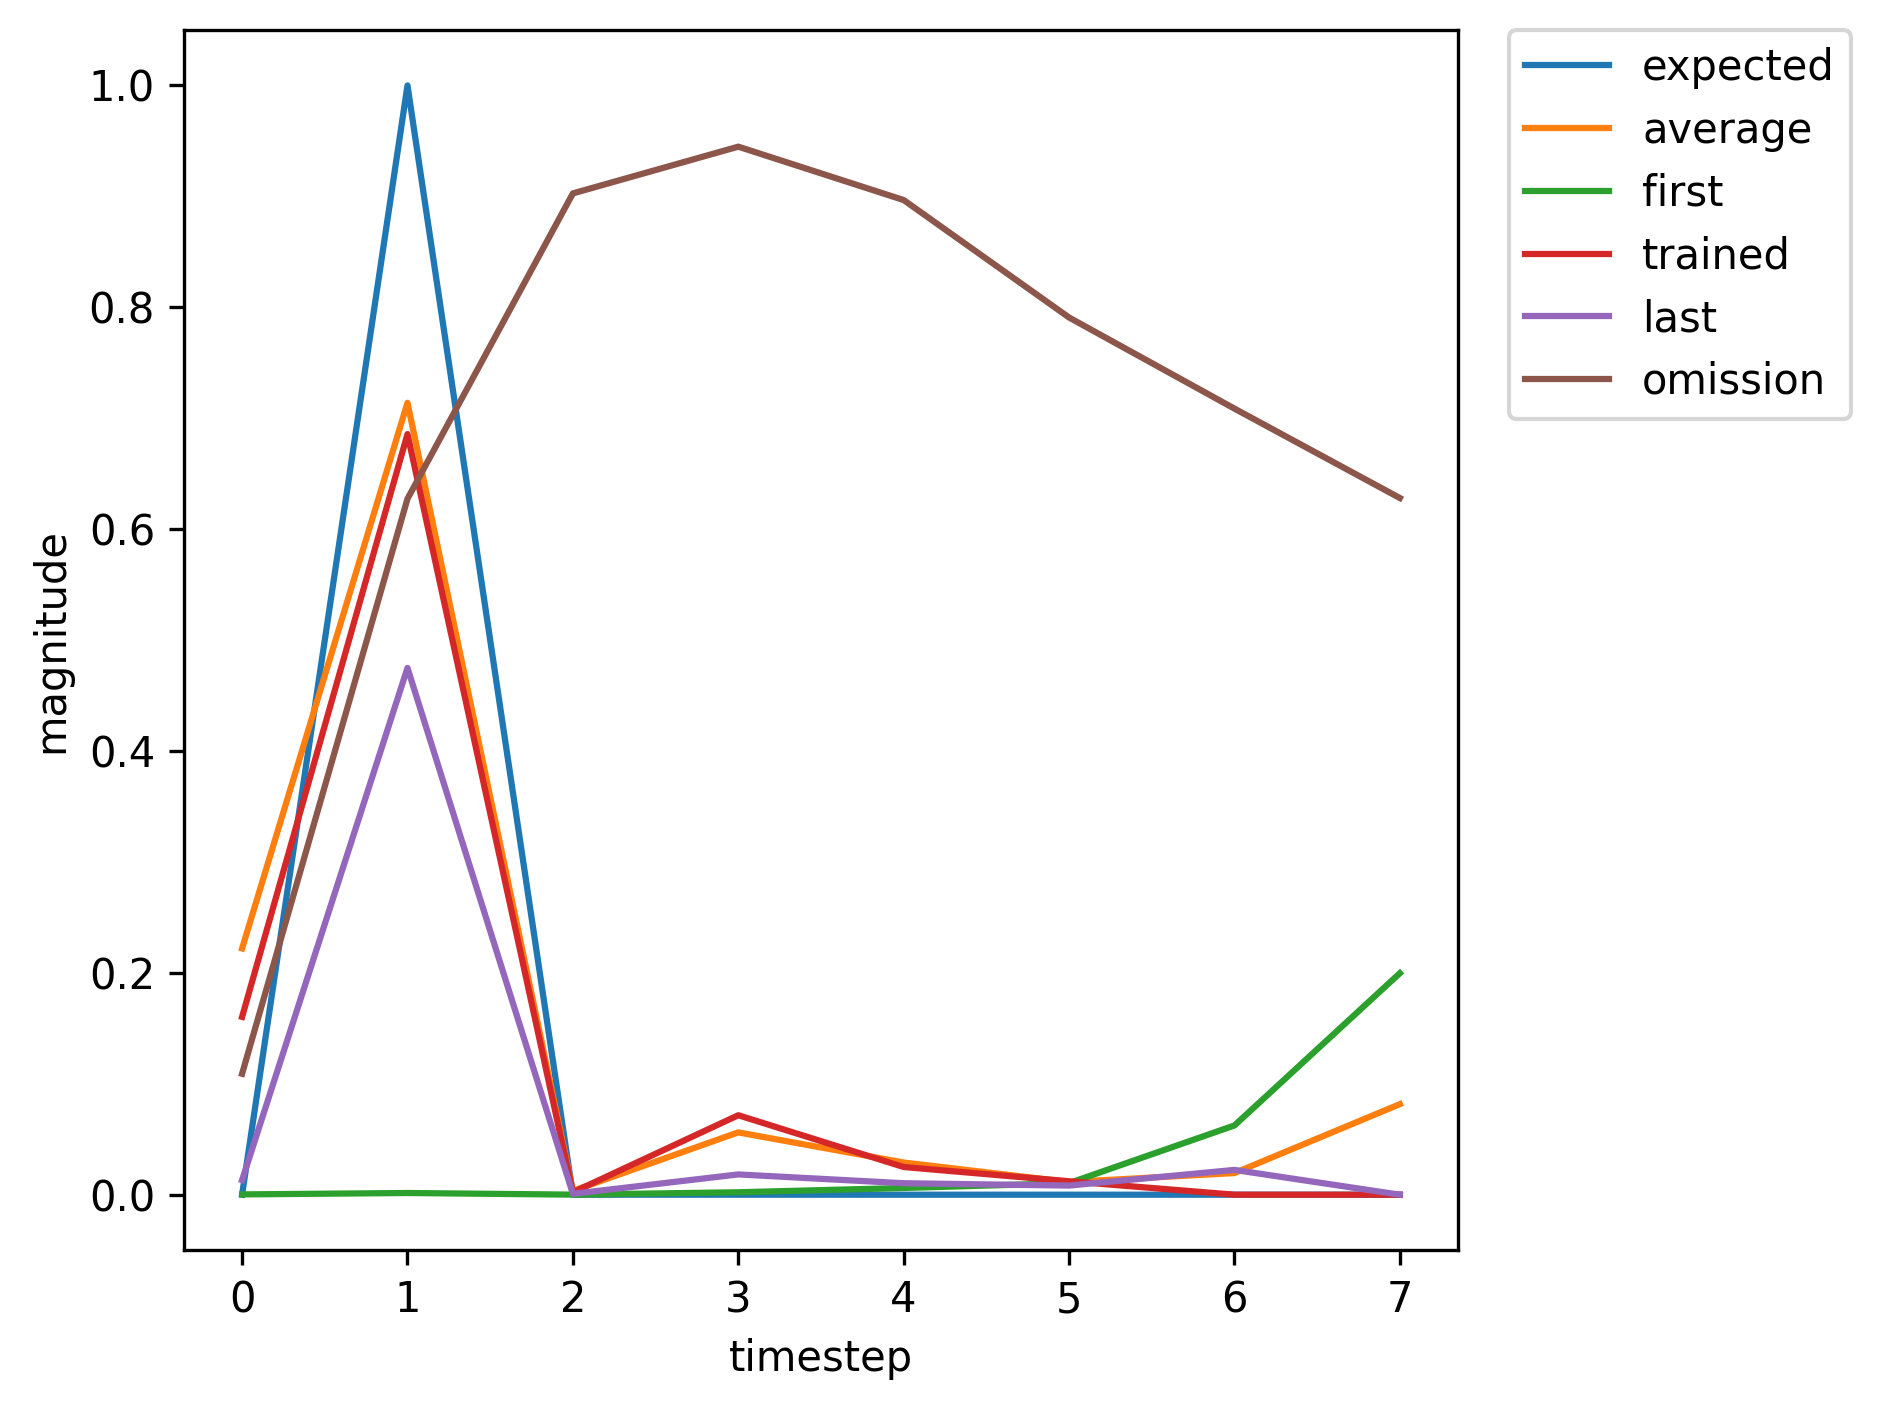 expected
average
first
trained
last
omission
magnitude
1.0
0.8
0.6
0.4
0.2
0.0
0 1 2 3 4 5 6 7
timestep